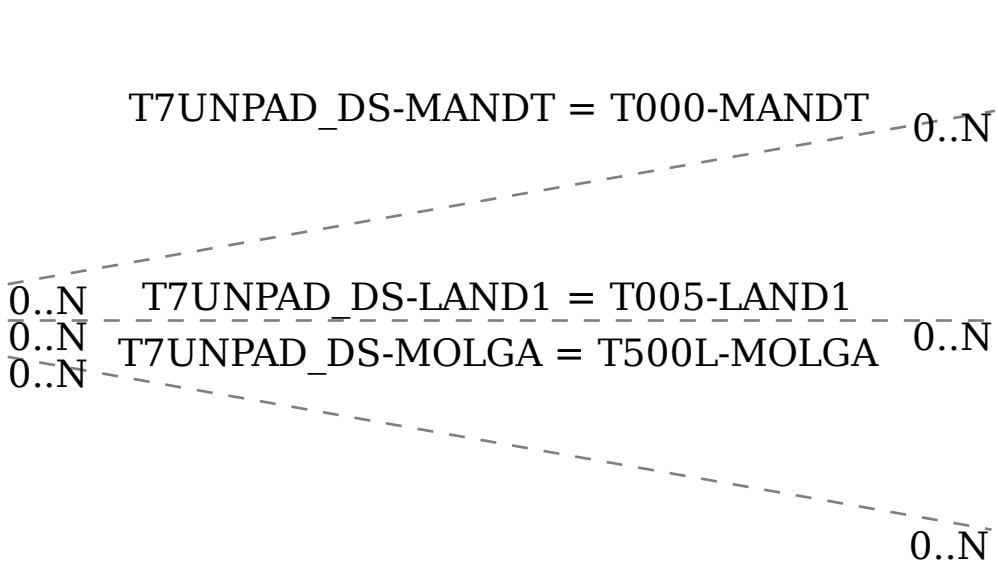 T7UNPAD_DS-MANDT = T000-MANDT
0..N
0..N
T7UNPAD_DS-LAND1 = T005-LAND1
0..N
0..N
T7UNPAD_DS-MOLGA = T500L-MOLGA
0..N
0..N